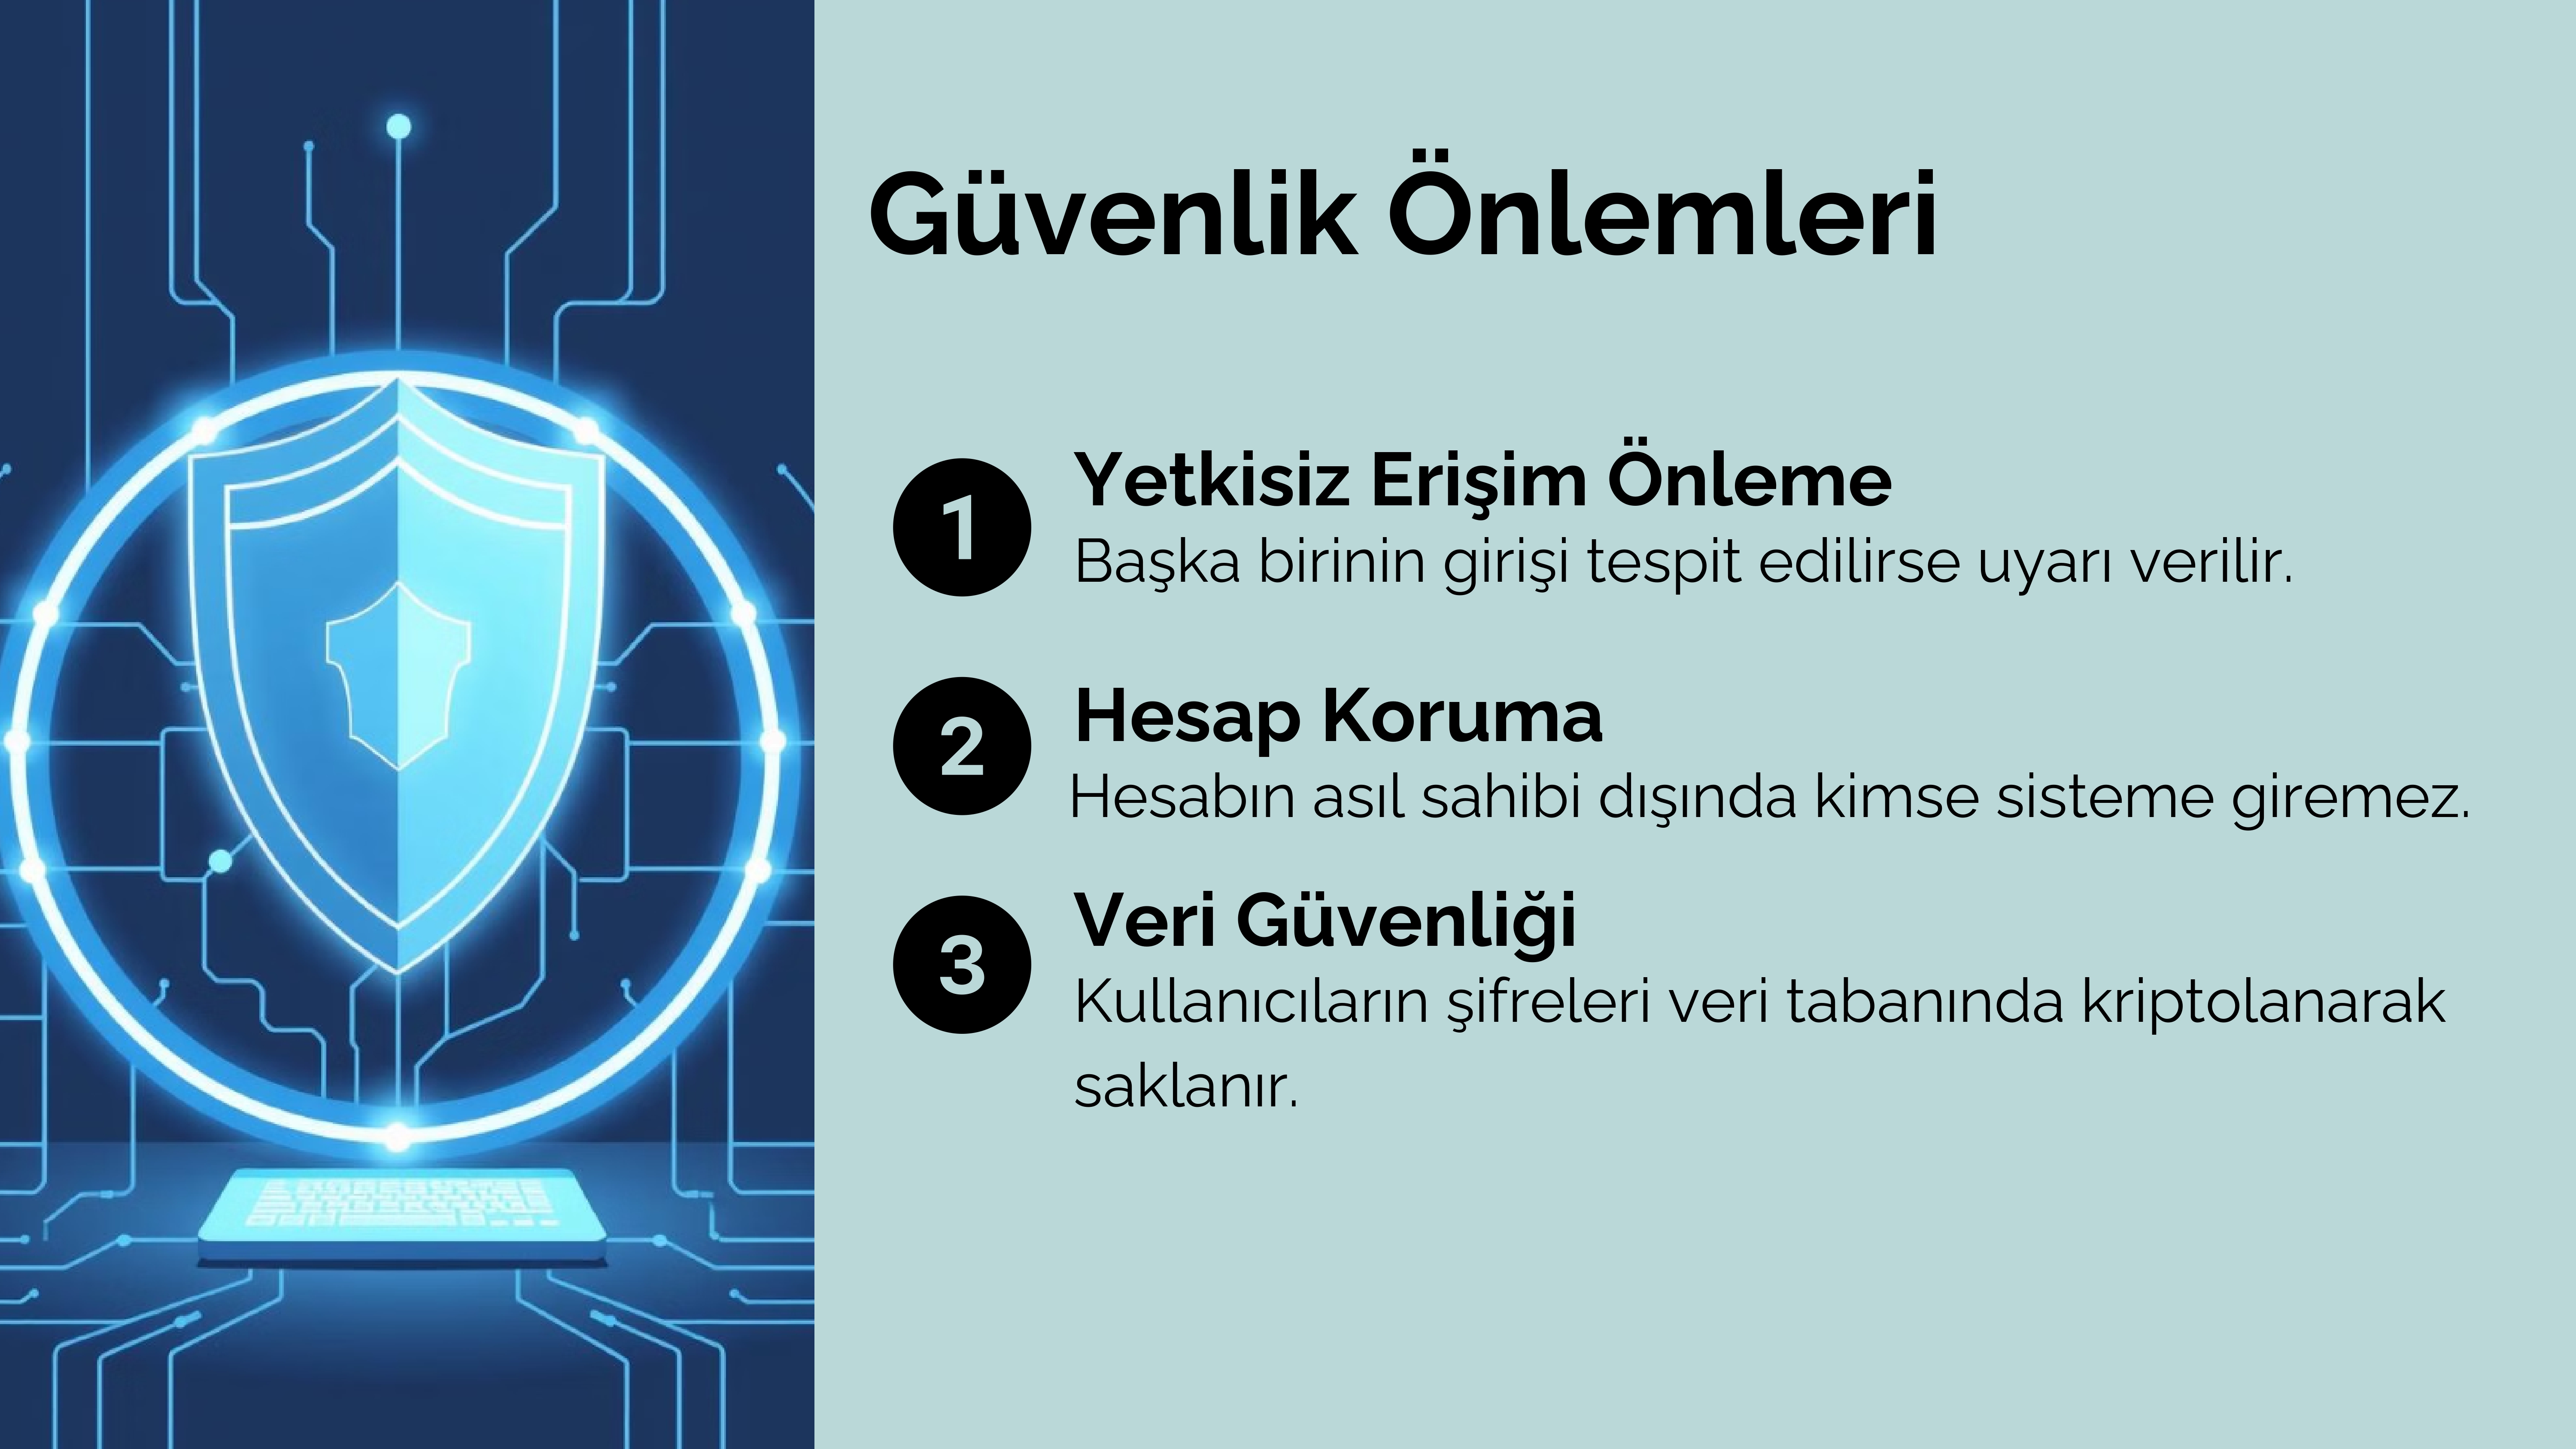 Güvenlik Önlemleri
1
Yetkisiz Erişim Önleme
Başka birinin girişi tespit edilirse uyarı verilir.
2
Hesap Koruma
Hesabın asıl sahibi dışında kimse sisteme giremez.
3
Veri Güvenliği
Kullanıcıların şifreleri veri tabanında kriptolanarak
saklanır.